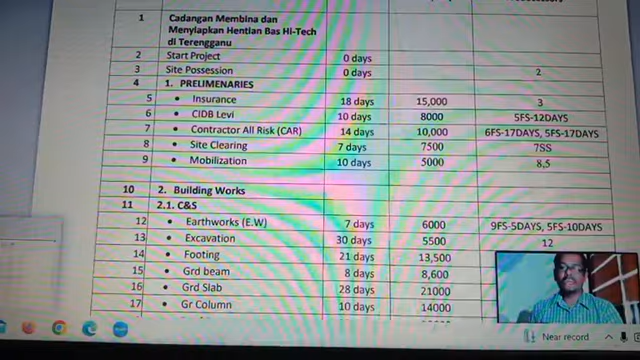 1 Cadangan Membina dan
Menyiapkan Hentian Bas Hi-Tech
di Terengganu
2 Start Project 0 days
3 Site Possession 0 days 2
4 1. PRELIMENARIES
5 • Insurance 18 days 15,000 3
6 • CIDB Levi 10 days 8000 5FS-12DAYS
7 • Contractor All Risk (CAR) 14 days 10,000 6FS-17DAYS, 5FS-17DAYS
8 • Site Clearing 7 days 7500 7SS
9 • Mobilization 10 days 5000 8,5
10 2. Building Works
11 2.1. C&S
12 • Earthworks (E.W) 7 days 6000 9FS-5DAYS, 5FS-10DAYS
13 • Excavation 30 days 5500 12
14 • Footing 21 days 13,500
15 • Grd beam 8 days 8,600
16 • Grd Slab 28 days 21000
17 • Gr Column 10 days 14000
Near record